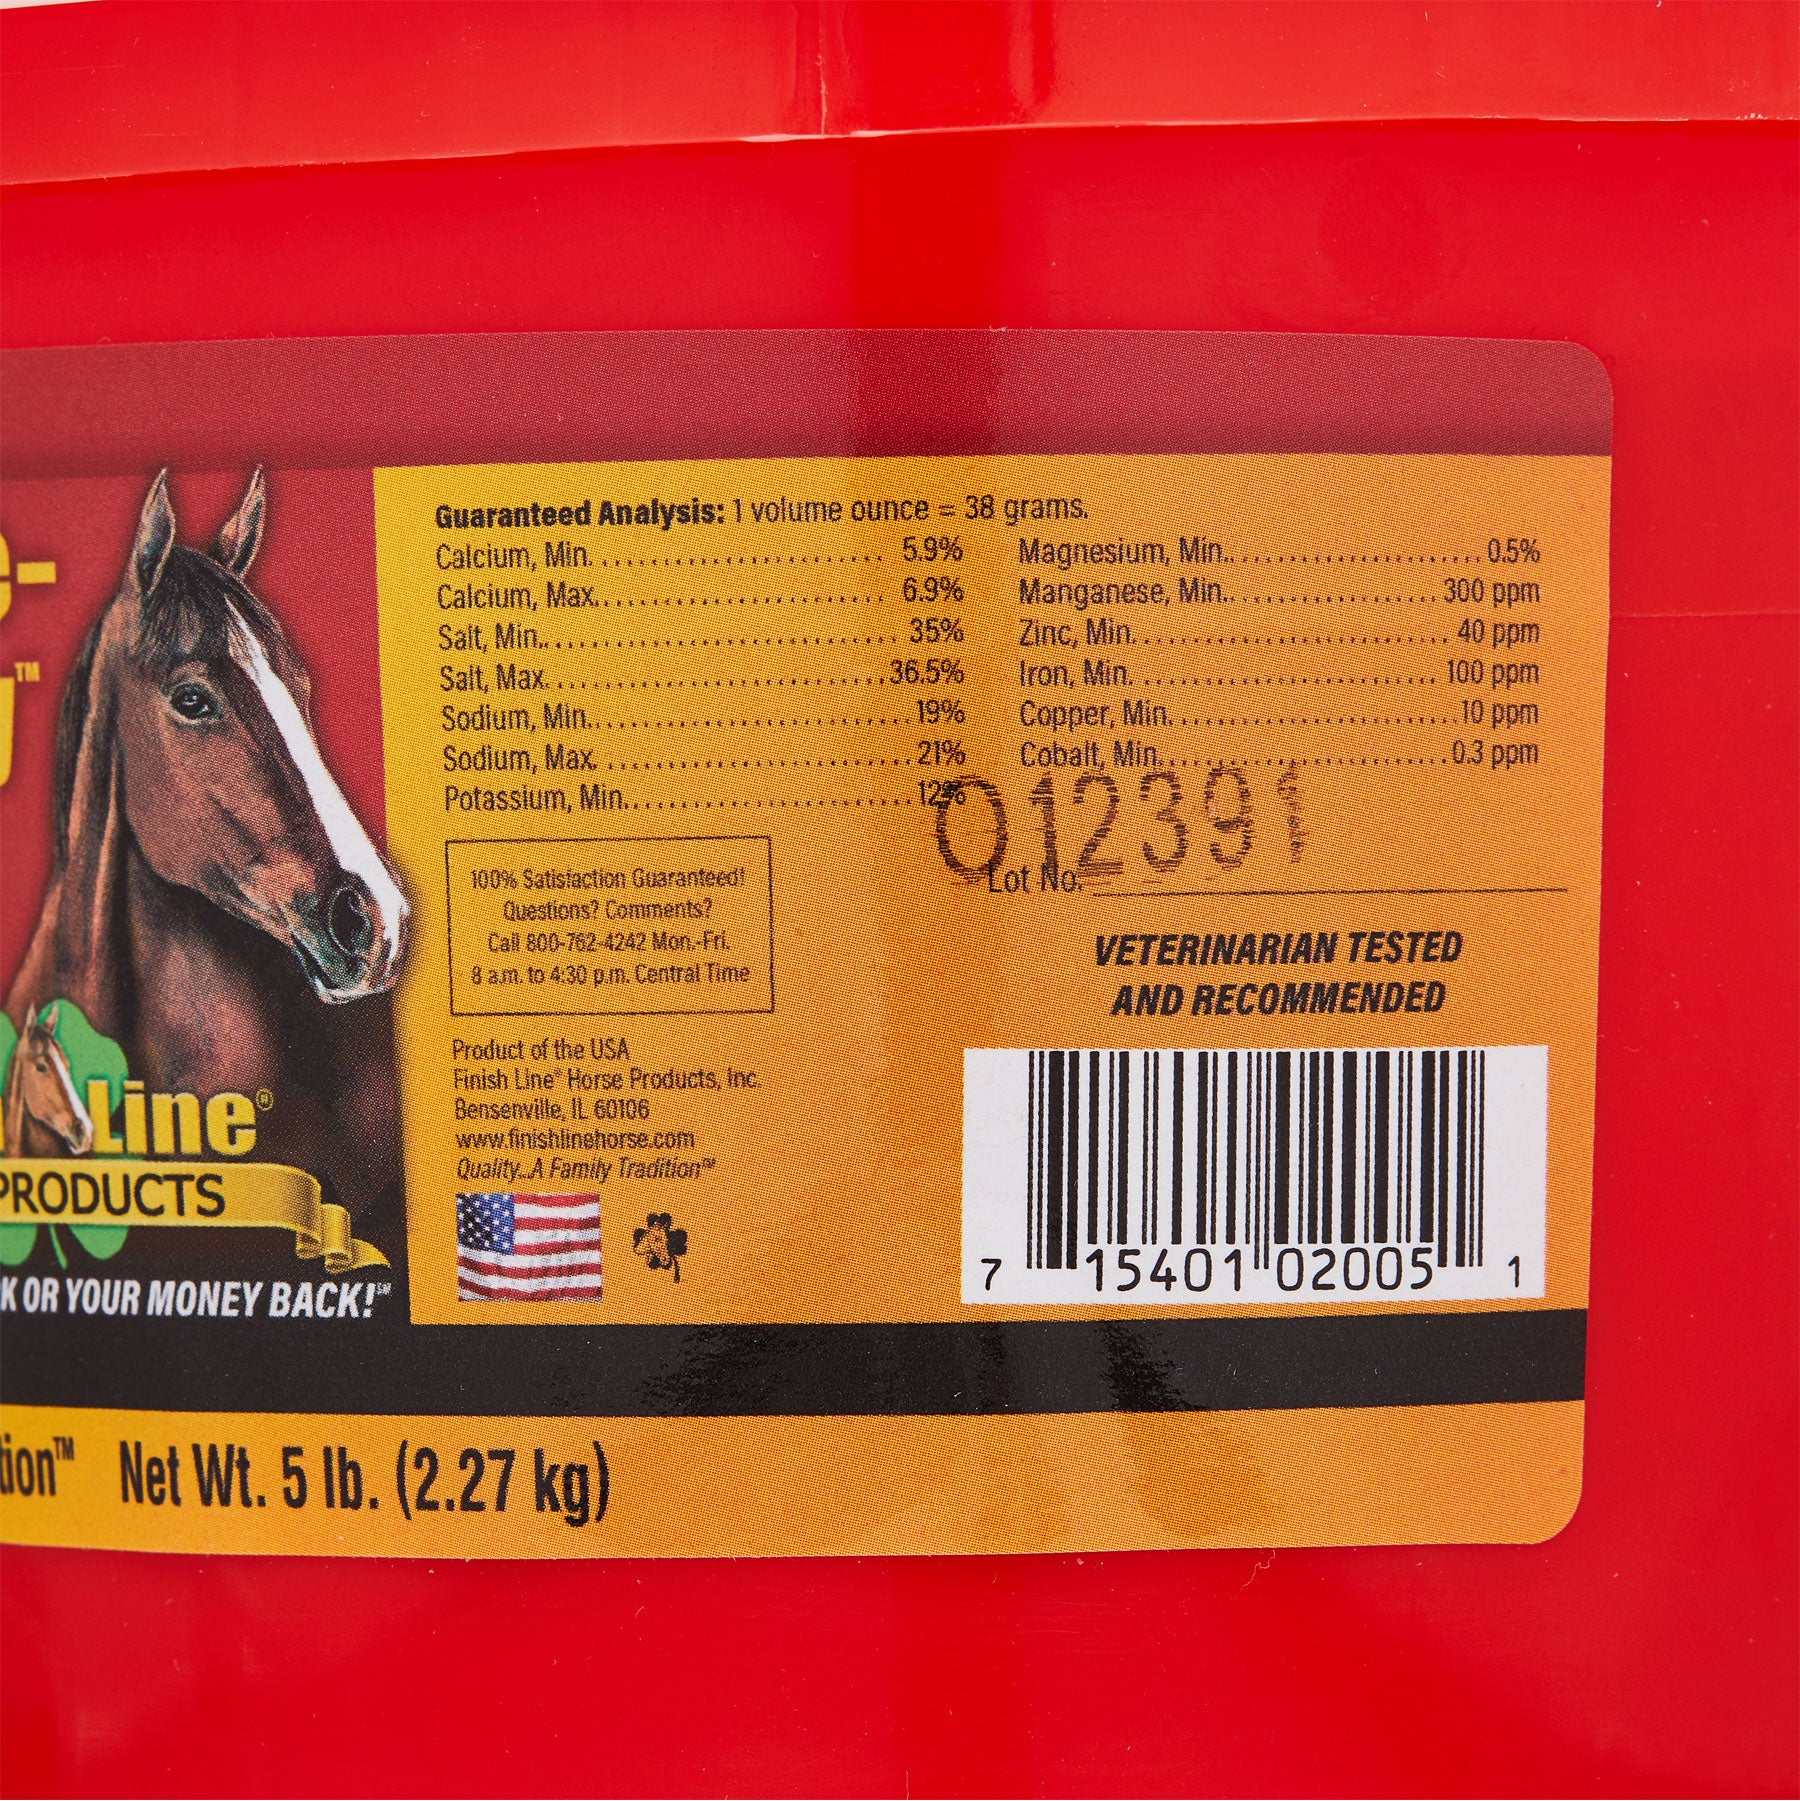 Guaranteed Analysis: 1 volume ounce = 38 grams.
Calcium, Min. 5.9%
Calcium, Max. 6.9%
Salt, Min. 35%
Salt, Max. 36.5%
Sodium, Min. 19%
Sodium, Max. 21%
Potassium, Min. 12%
Magnesium, Min. 0.5%
Manganese, Min. 300 ppm
Zinc, Min. 40 ppm
Iron, Min. 100 ppm
Copper, Min. 10 ppm
Cobalt, Min. 0.3 ppm
012391
Lot No.
100% Satisfaction Guaranteed!
Questions? Comments?
Call 800-762-4242 Mon.-Fri.
8 a.m. to 4:30 p.m. Central Time
VETERINARIAN TESTED
AND RECOMMENDED
Product of the USA
Finish Line® Horse Products, Inc.
Bensenville, IL 60106
www.finishlinehorse.com
Quality...A Family Tradition℠
7 15401 02005 1
Line®
PRODUCTS
K OR YOUR MONEY BACK!℠
tion™ Net Wt. 5 lb. (2.27 kg)